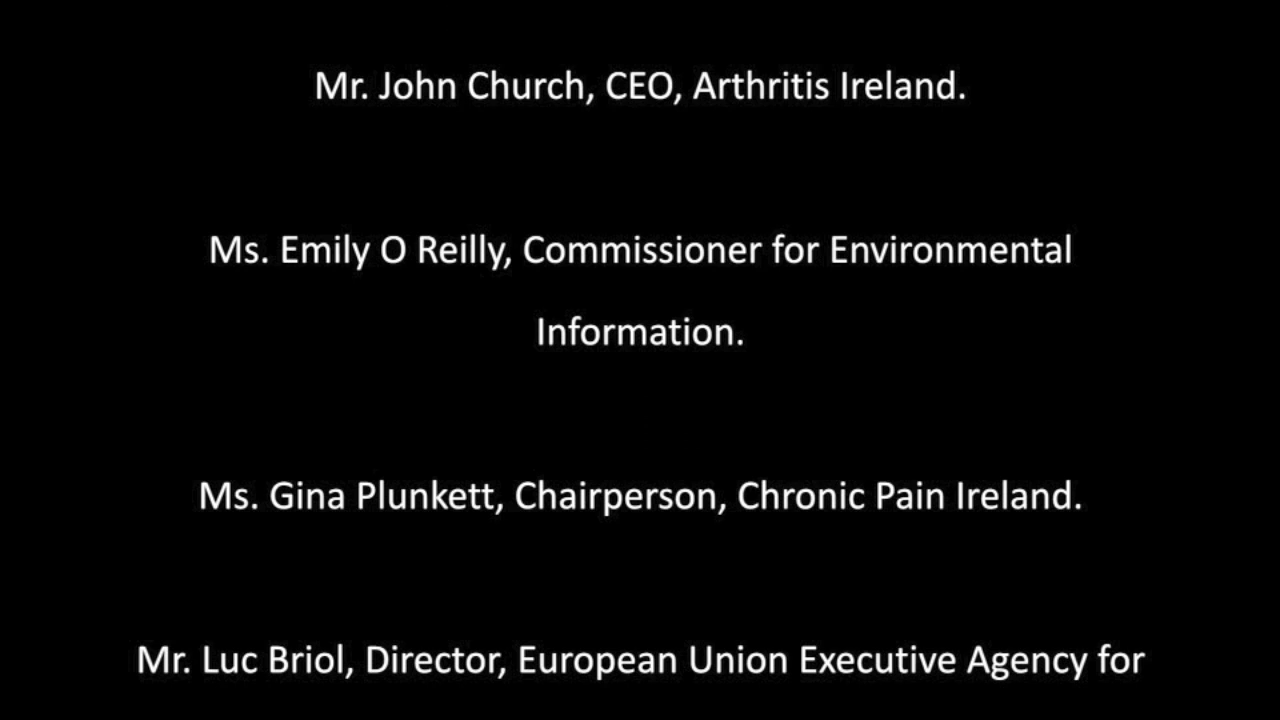 Mr. John Church, CEO, Arthritis Ireland.
Ms. Emily O Reilly, Commissioner for Environmental
Information.
Ms. Gina Plunkett, Chairperson, Chronic Pain Ireland.
Mr. Luc Briol, Director, European Union Executive Agency for